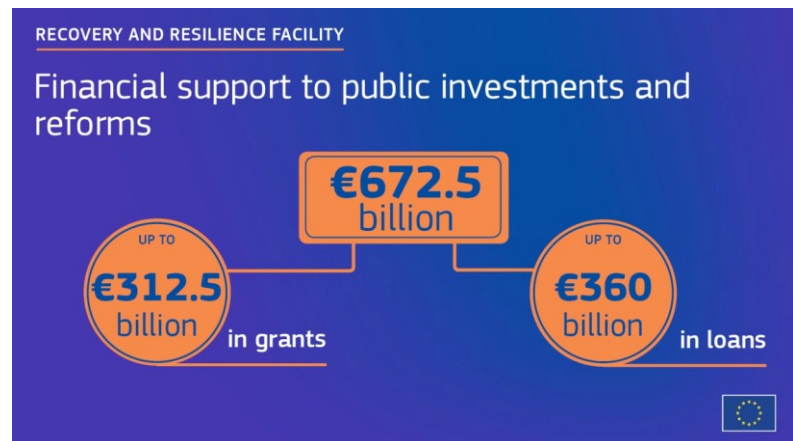 RECOVERY AND RESILIENCE FACILITY
Financial support to public investments and
reforms
€672.5
billion
UP TO
€312.5
billion
in grants
UP TO
€360
billion
in loans